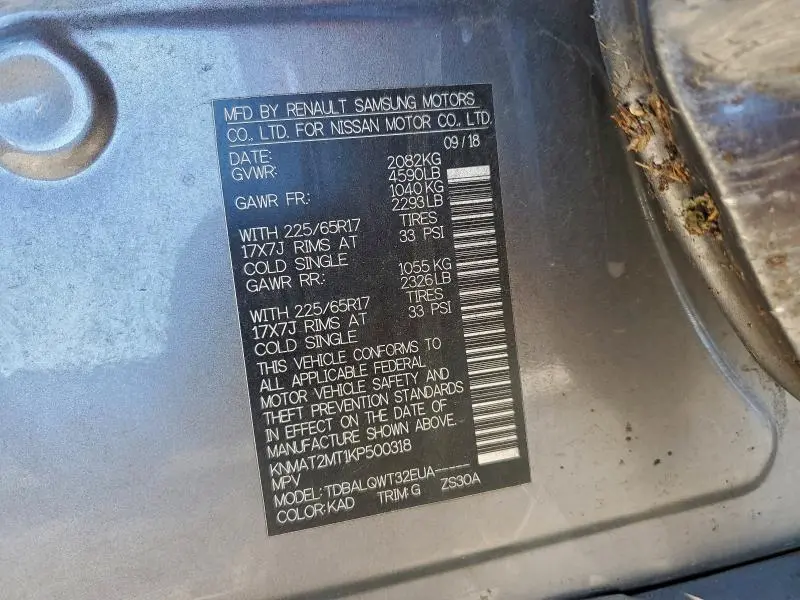 MFD BY RENAULT SAMSUNG MOTORS
CO., LTD. FOR NISSAN MOTOR CO., LTD.
DATE: 09/18
GVWR: 2082KG
4590LB
GAWR FR: 1040KG
2293LB
WITH 225/65R17 TIRES
17X7J RIMS AT 33 PSI
COLD SINGLE
GAWR RR: 1055KG
2326LB
WITH 225/65R17 TIRES
17X7J RIMS AT 33 PSI
COLD SINGLE
THIS VEHICLE CONFORMS TO
ALL APPLICABLE FEDERAL
MOTOR VEHICLE SAFETY AND
THEFT PREVENTION STANDARDS
IN EFFECT ON THE DATE OF
MANUFACTURE SHOWN ABOVE.
KNMAT2MT1KP500318
MPV
MODEL: TDBALQWT32EUA-----
COLOR: KAD TRIM: G ZS30A